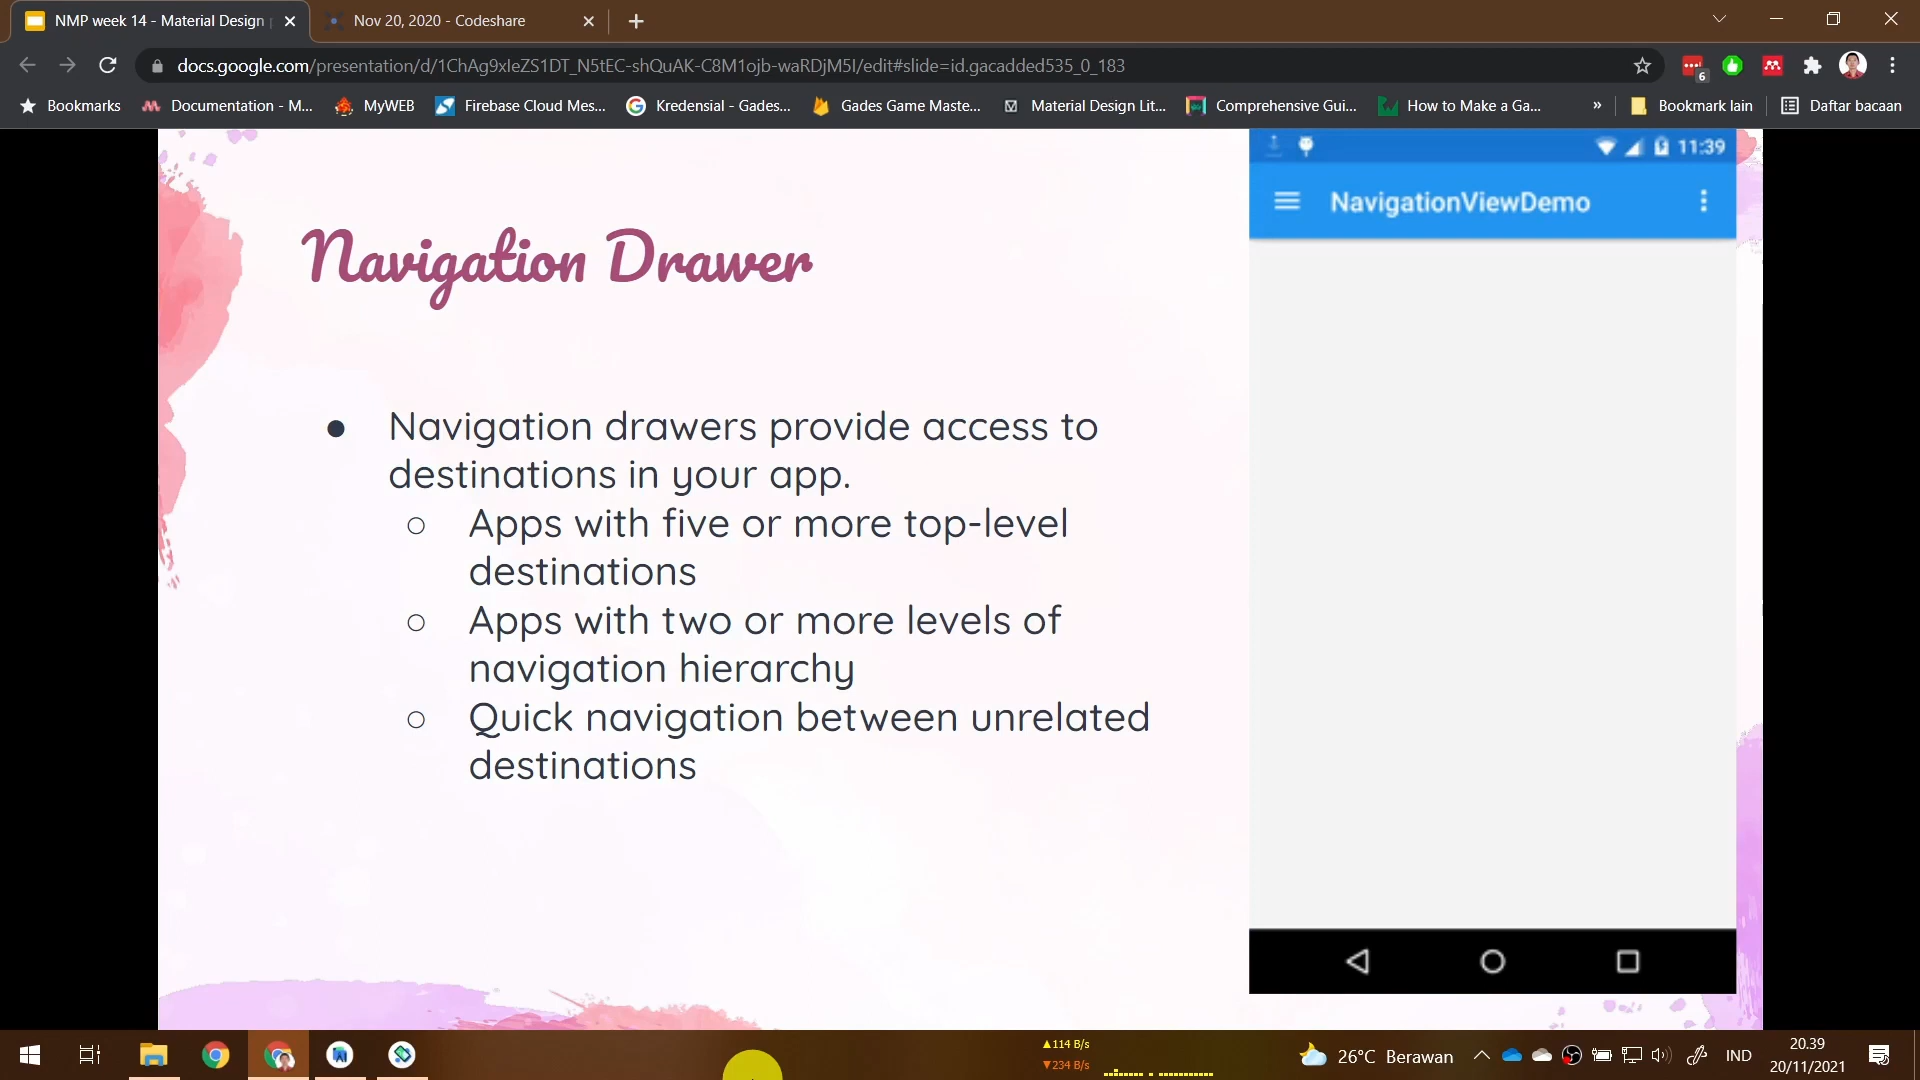 NMP week 14 - Material Design
Nov 20, 2020 - Codeshare
docs.google.com/presentation/d/1ChAg9xIeZS1DT_N5tEC-shQuAK-C8M1ojb-waRDjM5I/edit#slide=id.gacadded535_0_183
6
Bookmarks
Documentation - M...
MyWEB
Firebase Cloud Mes...
Kredensial - Gades...
Gades Game Maste...
Material Design Lit...
Comprehensive Gui...
How to Make a Ga...
»
Bookmark lain
Daftar bacaan
11:39
NavigationViewDemo
Navigation Drawer
● Navigation drawers provide access to
destinations in your app.
○ Apps with five or more top-level
destinations
○ Apps with two or more levels of
navigation hierarchy
○ Quick navigation between unrelated
destinations
▲114 B/s
▼234 B/s
26°C Berawan
IND
20.39
20/11/2021